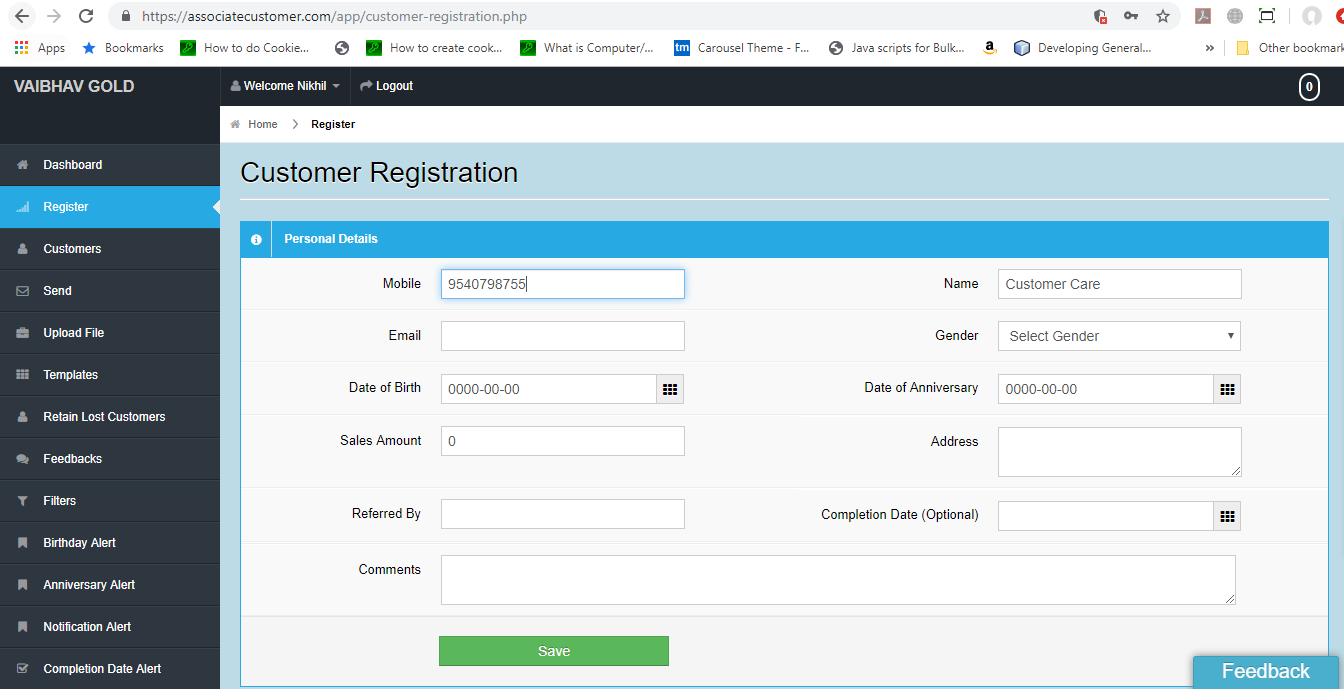 https://associatecustomer.com/app/customer-registration.php
Apps Bookmarks How to do Cookie... How to create cook... What is Computer/... tm Carousel Theme - F... Java scripts for Bulk... a Developing General... » Other bookmark
VAIBHAV GOLD Welcome Nikhil Logout 0
Home Register
Dashboard
Register
Customers
Send
Upload File
Templates
Retain Lost Customers
Feedbacks
Filters
Birthday Alert
Anniversary Alert
Notification Alert
Completion Date Alert
Customer Registration
Personal Details
Mobile 9540798755 Name Customer Care
Email Gender Select Gender
Date of Birth 0000-00-00 Date of Anniversary 0000-00-00
Sales Amount 0 Address
Referred By Completion Date (Optional)
Comments
Save
Feedback